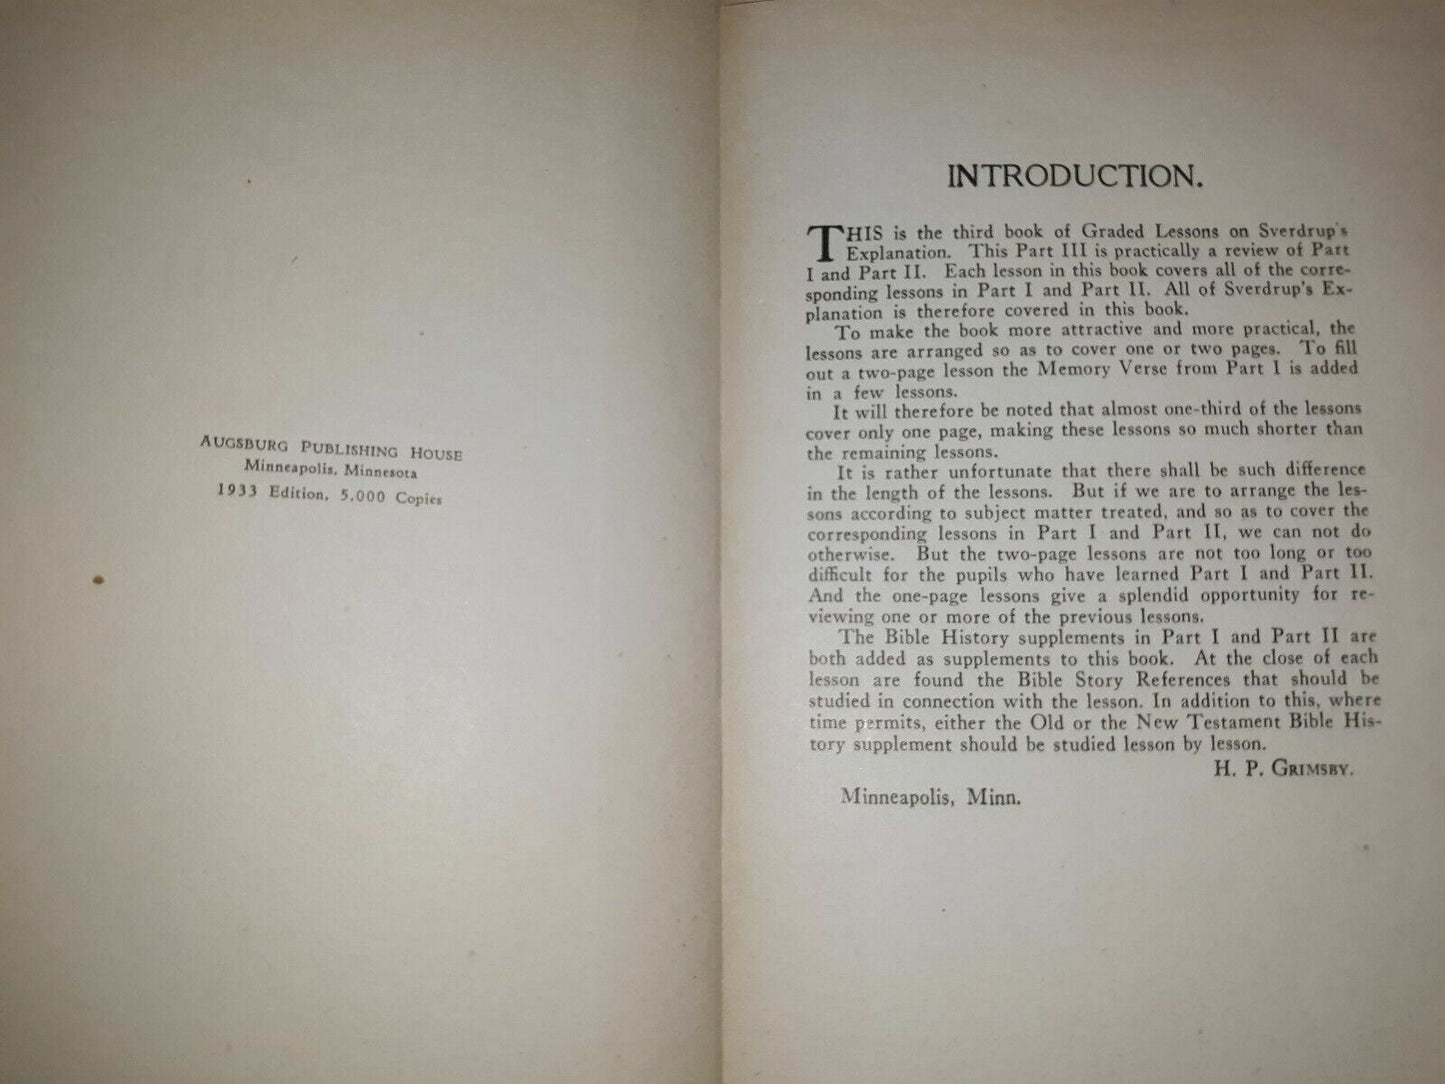 AUGSBURG PUBLISHING HOUSE
Minneapolis, Minnesota
1933 Edition, 5,000 Copies
INTRODUCTION.
THIS is the third book of Graded Lessons on Sverdrup's
Explanation. This Part III is practically a review of Part
I and Part II. Each lesson in this book covers all of the corre-
sponding lessons in Part I and Part II. All of Sverdrup's Ex-
planation is therefore covered in this book.
To make the book more attractive and more practical, the
lessons are arranged so as to cover one or two pages. To fill
out a two-page lesson the Memory Verse from Part I is added
in a few lessons.
It will therefore be noted that almost one-third of the lessons
cover only one page, making these lessons so much shorter than
the remaining lessons.
It is rather unfortunate that there shall be such difference
in the length of the lessons. But if we are to arrange the les-
sons according to subject matter treated, and so as to cover the
corresponding lessons in Part I and Part II, we can not do
otherwise. But the two-page lessons are not too long or too
difficult for the pupils who have learned Part I and Part II.
And the one-page lessons give a splendid opportunity for re-
viewing one or more of the previous lessons.
The Bible History supplements in Part I and Part II are
both added as supplements to this book. At the close of each
lesson are found the Bible Story References that should be
studied in connection with the lesson. In addition to this, where
time permits, either the Old or the New Testament Bible His-
tory supplement should be studied lesson by lesson.
H. P. GRIMSBY.
Minneapolis, Minn.